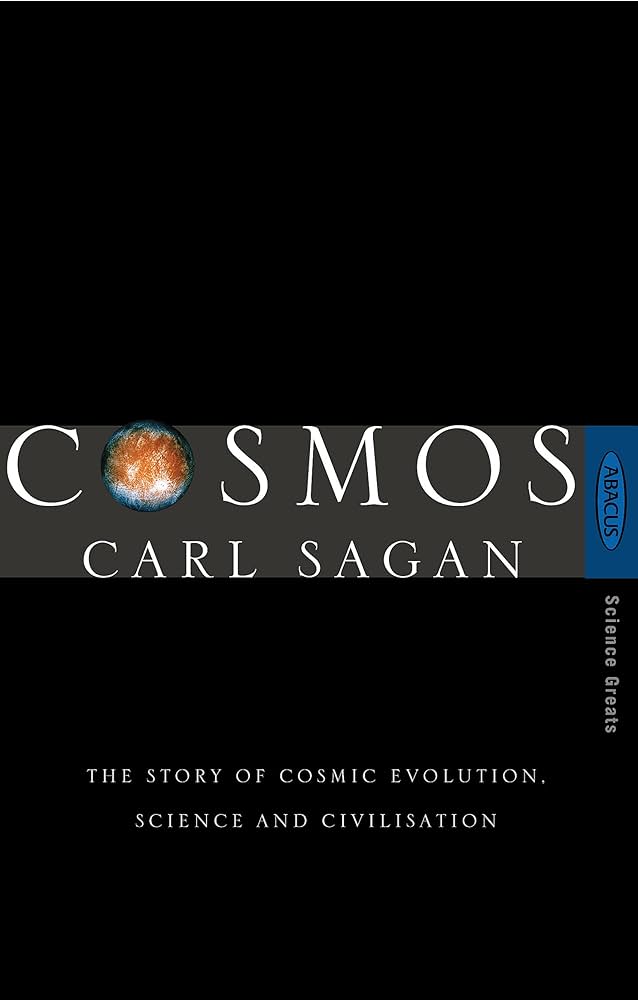 COSMOS
CARL SAGAN
ABACUS
Science Greats
THE STORY OF COSMIC EVOLUTION,
SCIENCE AND CIVILISATION